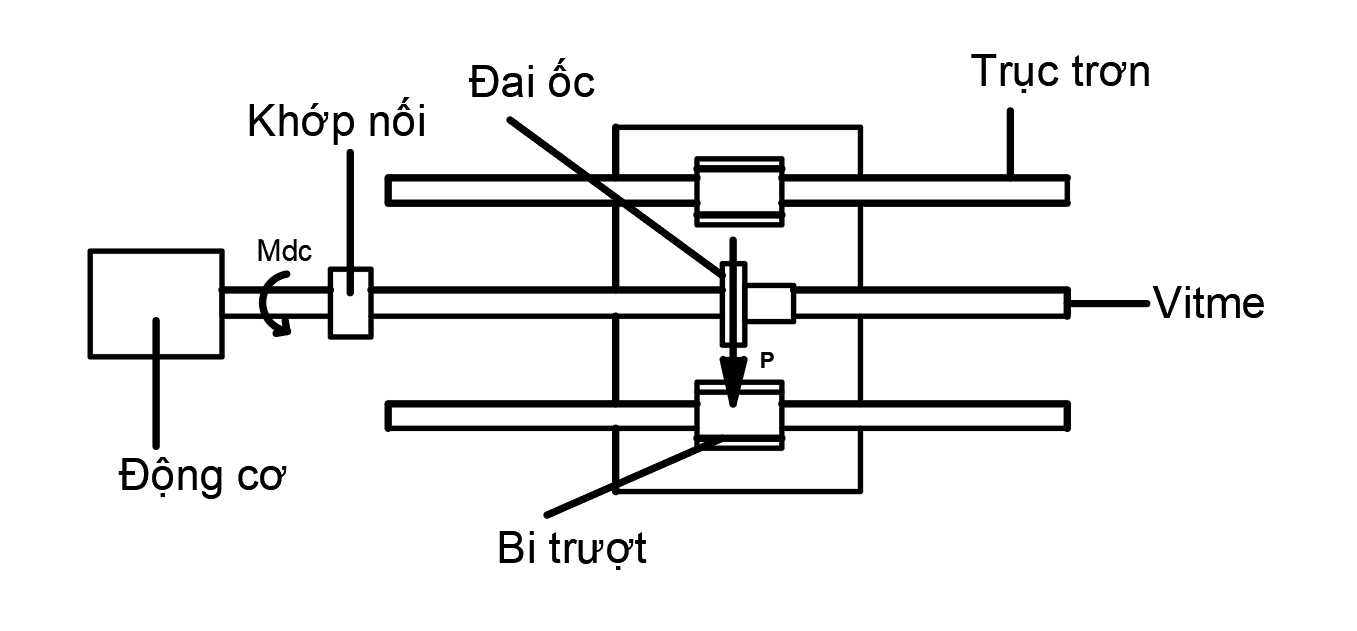 Trục trơn
Đai ốc
Khớp nối
Mdc
Vitme
P
Động cơ
Bi trượt